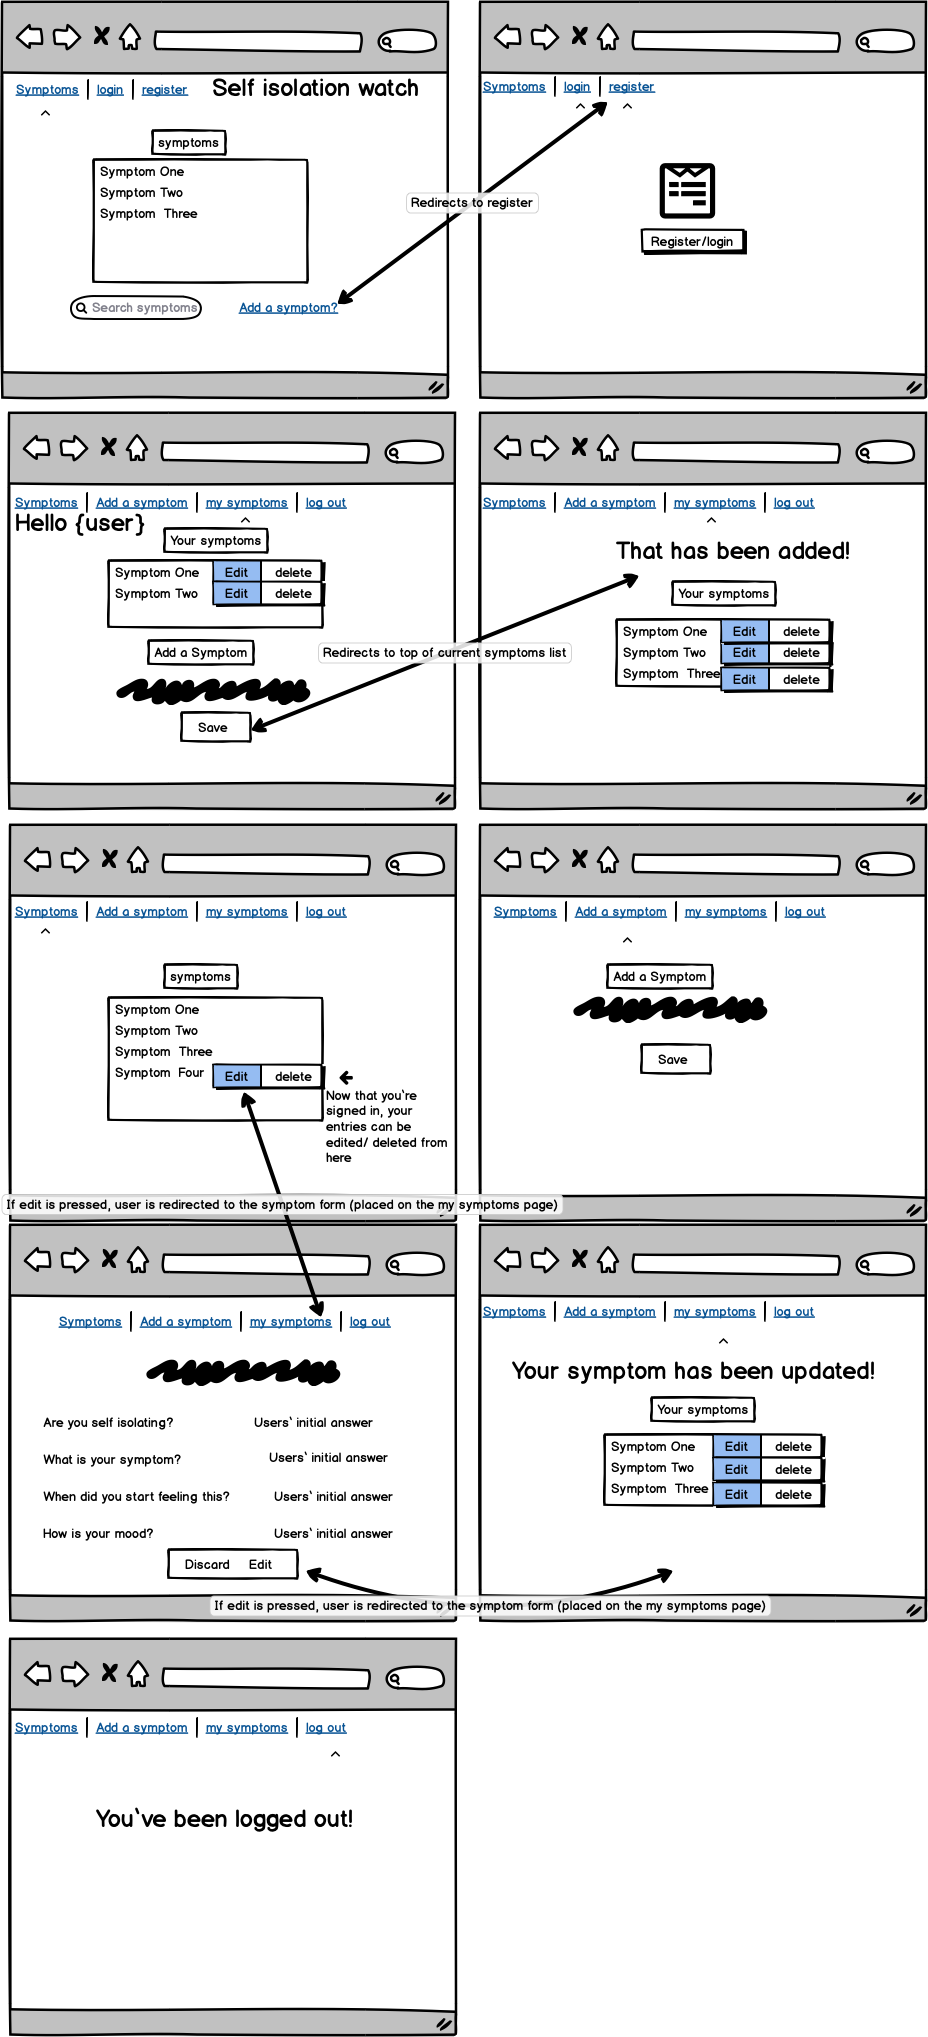 Symptoms login register Self isolation watch
symptoms
Symptom One
Symptom Two
Symptom Three
Search symptoms Add a symptom?
Symptoms login register
Redirects to register
Register/login
Symptoms Add a symptom my symptoms log out
Hello {user}
Your symptoms
Symptom One Edit delete
Symptom Two Edit delete
Add a Symptom
Save
Redirects to top of current symptoms list
Symptoms Add a symptom my symptoms log out
That has been added!
Your symptoms
Symptom One Edit delete
Symptom Two Edit delete
Symptom Three Edit delete
Symptoms Add a symptom my symptoms log out
symptoms
Symptom One
Symptom Two
Symptom Three
Symptom Four Edit delete
Now that you're
signed in, your
entries can be
edited/ deleted from
here
Symptoms Add a symptom my symptoms log out
Add a Symptom
Save
If edit is pressed, user is redirected to the symptom form (placed on the my symptoms page)
Symptoms Add a symptom my symptoms log out
Are you self isolating? Users' initial answer
What is your symptom? Users' initial answer
When did you start feeling this? Users' initial answer
How is your mood? Users' initial answer
Discard Edit
Symptoms Add a symptom my symptoms log out
Your symptom has been updated!
Your symptoms
Symptom One Edit delete
Symptom Two Edit delete
Symptom Three Edit delete
If edit is pressed, user is redirected to the symptom form (placed on the my symptoms page)
Symptoms Add a symptom my symptoms log out
You've been logged out!